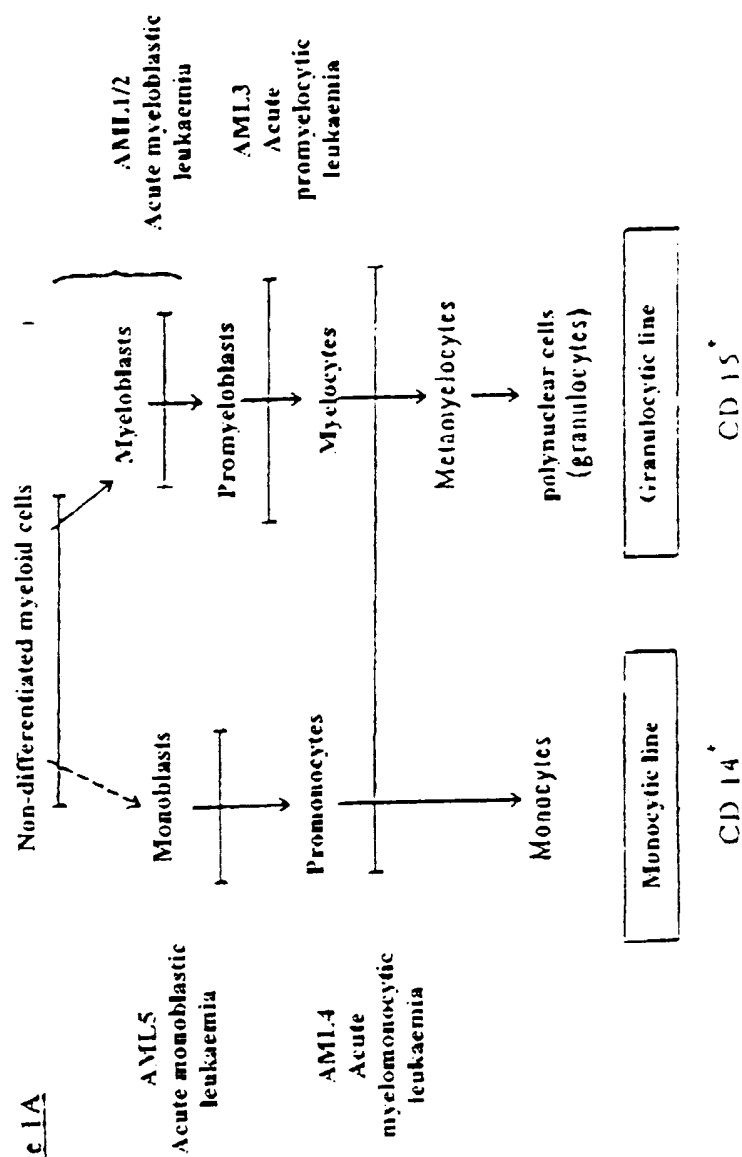 e 1A
Non-differentiated myeloid cells
AML5
Acute monoblastic
leukaemia
Monoblasts
Myeloblasts
AML1/2
Acute myeloblastic
leukaemia
Promyeloblasts
AML3
Acute
promyelocytic
leukaemia
AML4
Acute
myelomonocytic
leukaemia
Promonocytes
Myelocytes
Metamyelocytes
Monocytes
polynuclear cells
(granulocytes)
Monocytic line
Granulocytic line
CD 14+
CD 15+